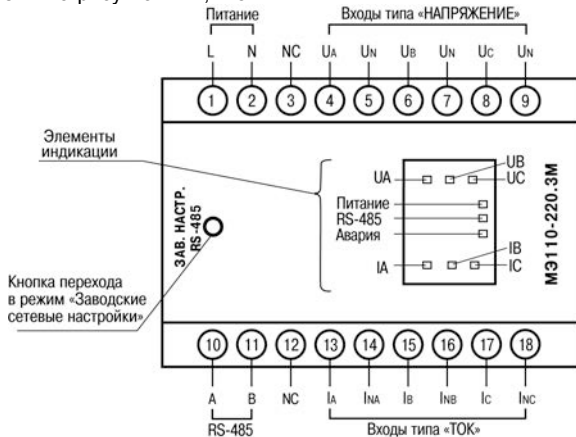 Питание
Входы типа «НАПРЯЖЕНИЕ»
L N NC UA UN UB UN UC UN
1 2 3 4 5 6 7 8 9
Элементы
индикации
UB
UA UC
Питание
RS-485
Авария
IB
IA IC
ЗАВ. НАСТР.
RS-485
МЭ110-220.3М
Кнопка перехода
в режим «Заводские
сетевые настройки»
10 11 12 13 14 15 16 17 18
A B NC IA INA IB INB IC INC
RS-485
Входы типа «ТОК»